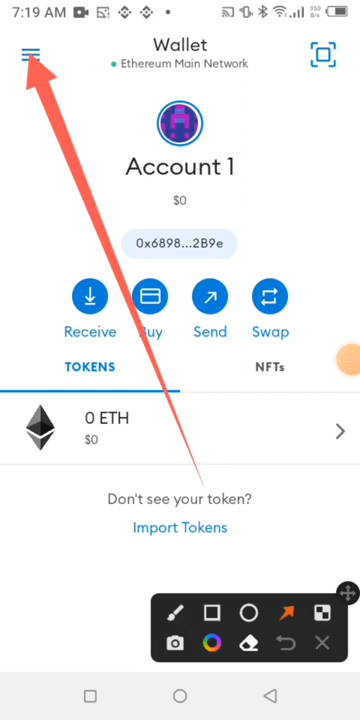 7:19 AM
350
B/s
Wallet
Ethereum Main Network
Account 1
$0
0x6898...2B9e
Receive
Buy
Send
Swap
TOKENS
NFTs
0 ETH
$0
Don't see your token?
Import Tokens